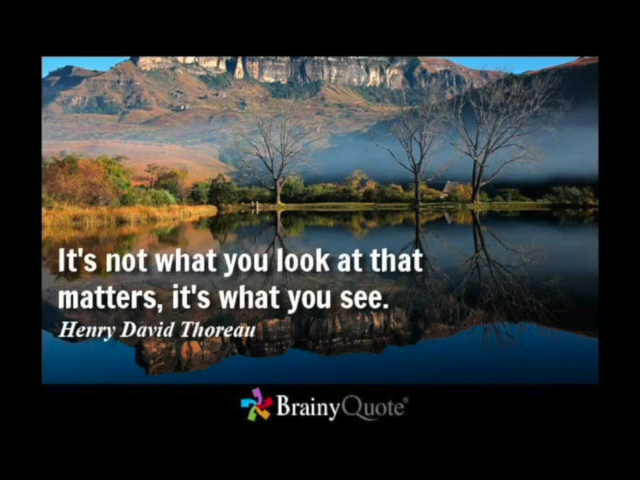 It's not what you look at that
matters, it's what you see.
Henry David Thoreau
BrainyQuote®